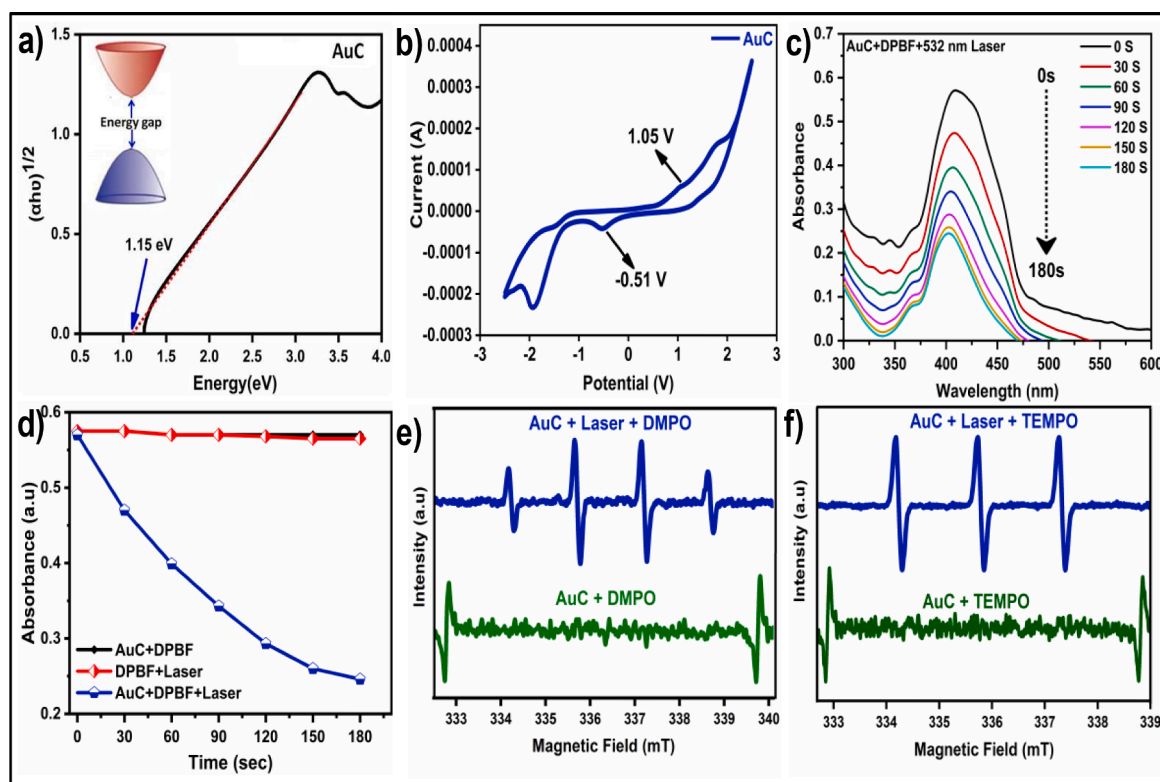 a)
AuC
Energy gap
1.15 eV
(αhυ)1/2
1.5
1.0
0.5
0.0
0.5 1.0 1.5 2.0 2.5 3.0 3.5 4.0
Energy(eV)
b)
AuC
1.05 V
-0.51 V
Current (A)
0.0004
0.0003
0.0002
0.0001
0.0000
-0.0001
-0.0002
-0.0003
-3 -2 -1 0 1 2 3
Potential (V)
c)
AuC+DPBF+532 nm Laser
0 S
30 S
60 S
90 S
120 S
150 S
180 S
0s
180s
Absorbance
0.7
0.6
0.5
0.4
0.3
0.2
0.1
0.0
300 350 400 450 500 550 600
Wavelength (nm)
d)
Absorbance (a.u)
0.6
0.5
0.4
0.3
0.2
AuC+DPBF
DPBF+Laser
AuC+DPBF+Laser
0 30 60 90 120 150 180
Time (sec)
e)
AuC + Laser + DMPO
AuC + DMPO
Intensity (a.u)
333 334 335 336 337 338 339 340
Magnetic Field (mT)
f)
AuC + Laser + TEMPO
AuC + TEMPO
Intensity (a.u)
333 334 335 336 337 338 339
Magnetic Field (mT)